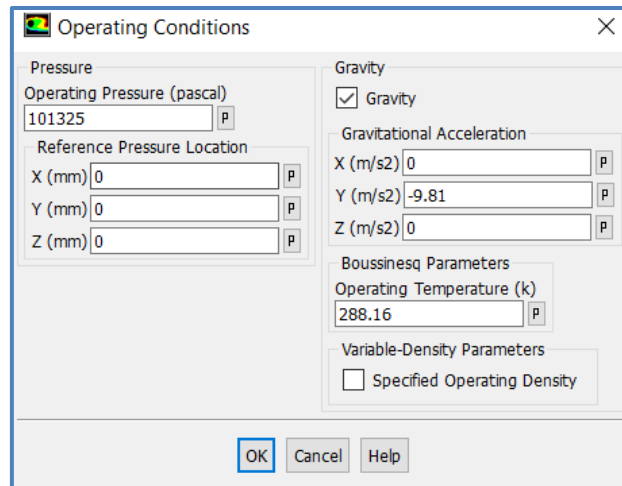 Operating Conditions
Pressure
Operating Pressure (pascal)
101325
P
Reference Pressure Location
X (mm) 0 P
Y (mm) 0 P
Z (mm) 0 P
Gravity
Gravity
Gravitational Acceleration
X (m/s2) 0 P
Y (m/s2) -9.81 P
Z (m/s2) 0 P
Boussinesq Parameters
Operating Temperature (k)
288.16 P
Variable-Density Parameters
Specified Operating Density
OK Cancel Help